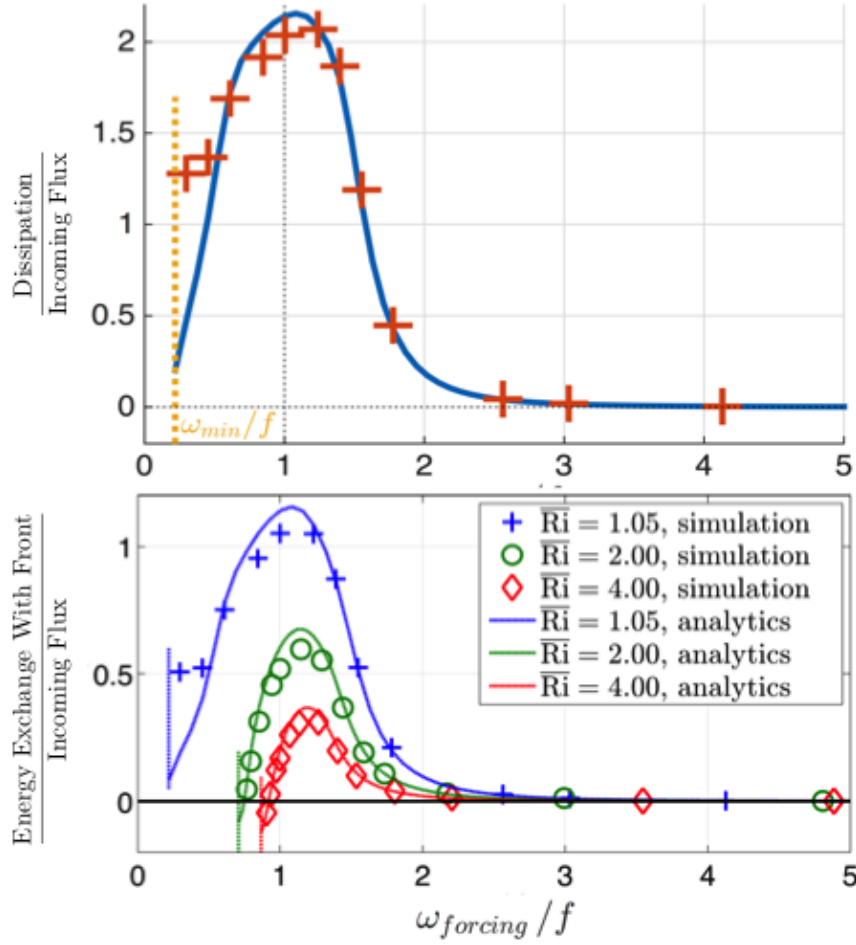 2
1.5
1
0.5
0
Dissipation
Incoming Flux
ω_min/f
0 1 2 3 4 5
1
0.5
0
Energy Exchange With Front
Incoming Flux
Ri = 1.05, simulation
Ri = 2.00, simulation
Ri = 4.00, simulation
Ri = 1.05, analytics
Ri = 2.00, analytics
Ri = 4.00, analytics
0 1 2 3 4 5
ω_forcing/f